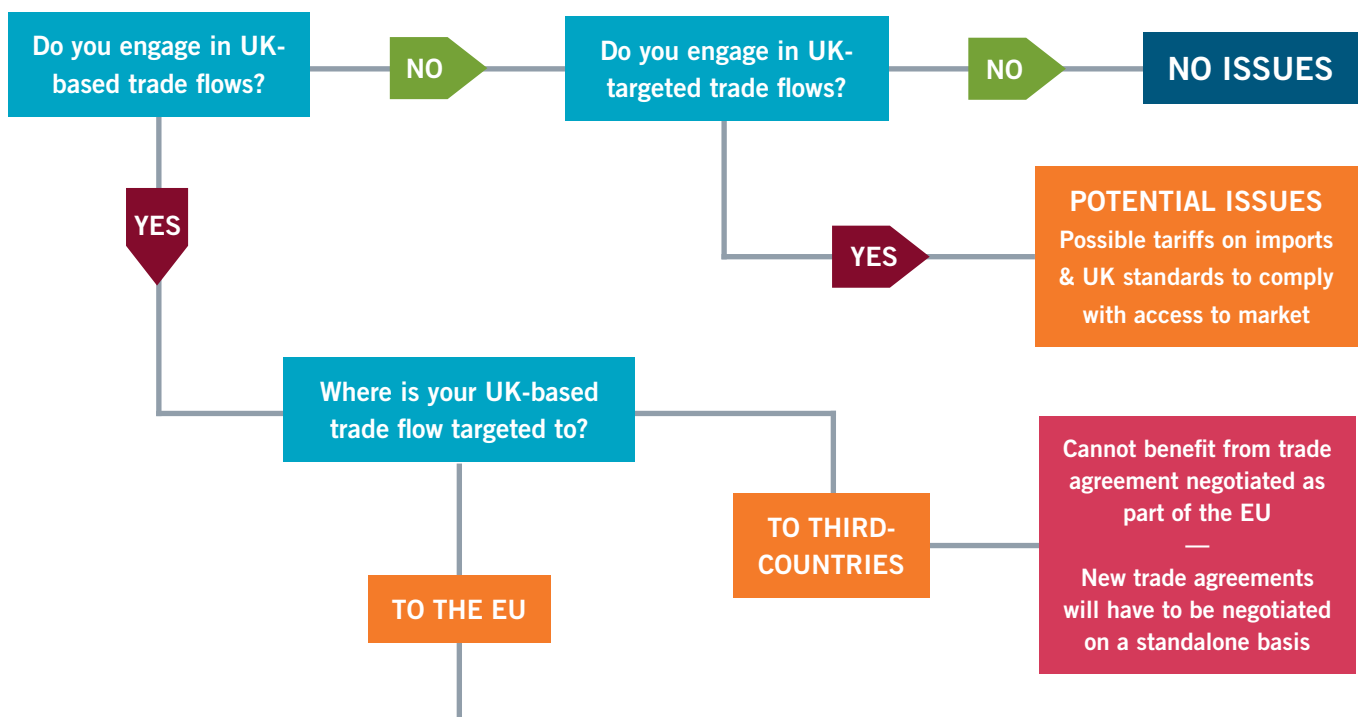 Do you engage in UK-
based trade flows?
NO
Do you engage in UK-
targeted trade flows?
NO
NO ISSUES
YES
YES
POTENTIAL ISSUES
Possible tariffs on imports
& UK standards to comply
with access to market
Where is your UK-based
trade flow targeted to?
TO THIRD-
COUNTRIES
Cannot benefit from trade
agreement negotiated as
part of the EU
—
New trade agreements
will have to be negotiated
on a standalone basis
TO THE EU